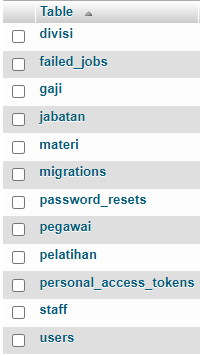 Table
divisi
failed_jobs
gaji
jabatan
materi
migrations
password_resets
pegawai
pelatihan
personal_access_tokens
staff
users